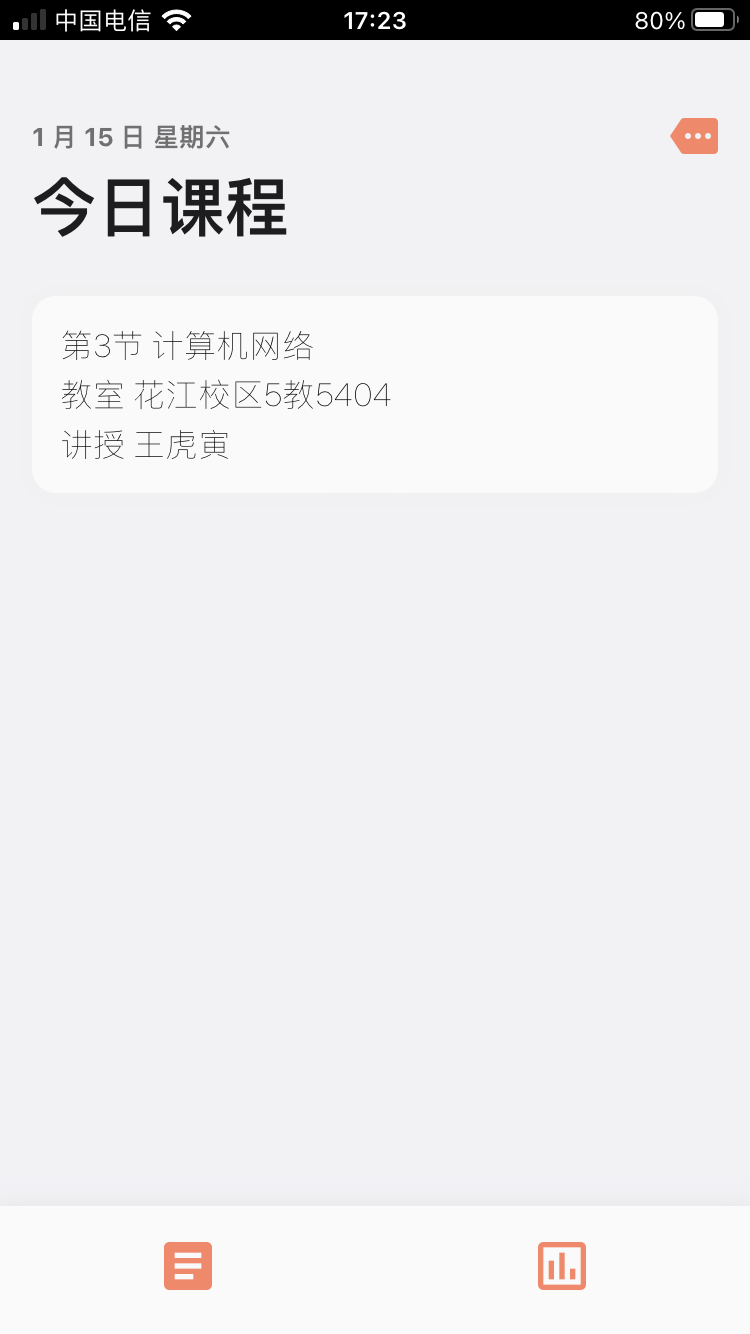 中国电信 17:23 80%
1 月 15 日 星期六
今日课程
第3节 计算机网络
教室 花江校区5教5404
讲授 王虎寅